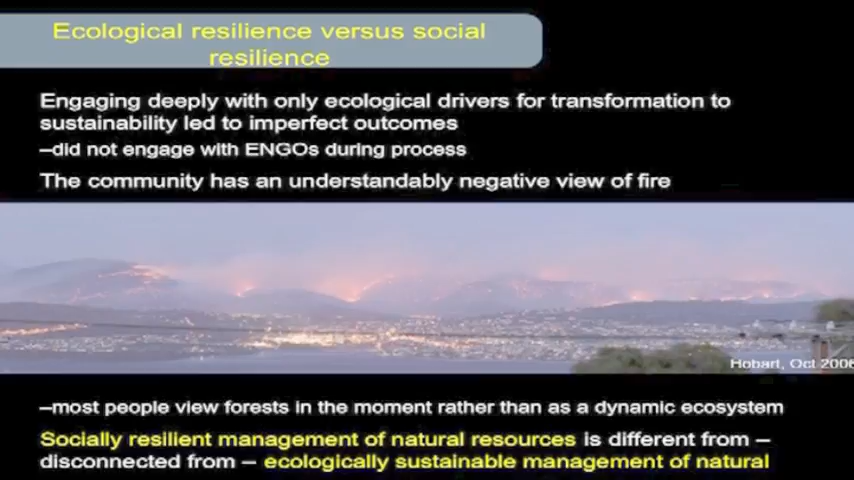 Ecological resilience versus social
resilience
Engaging deeply with only ecological drivers for transformation to
sustainability led to imperfect outcomes
–did not engage with ENGOs during process
The community has an understandably negative view of fire
Hobart, Oct 2006
–most people view forests in the moment rather than as a dynamic ecosystem
Socially resilient management of natural resources is different from –
disconnected from – ecologically sustainable management of natural